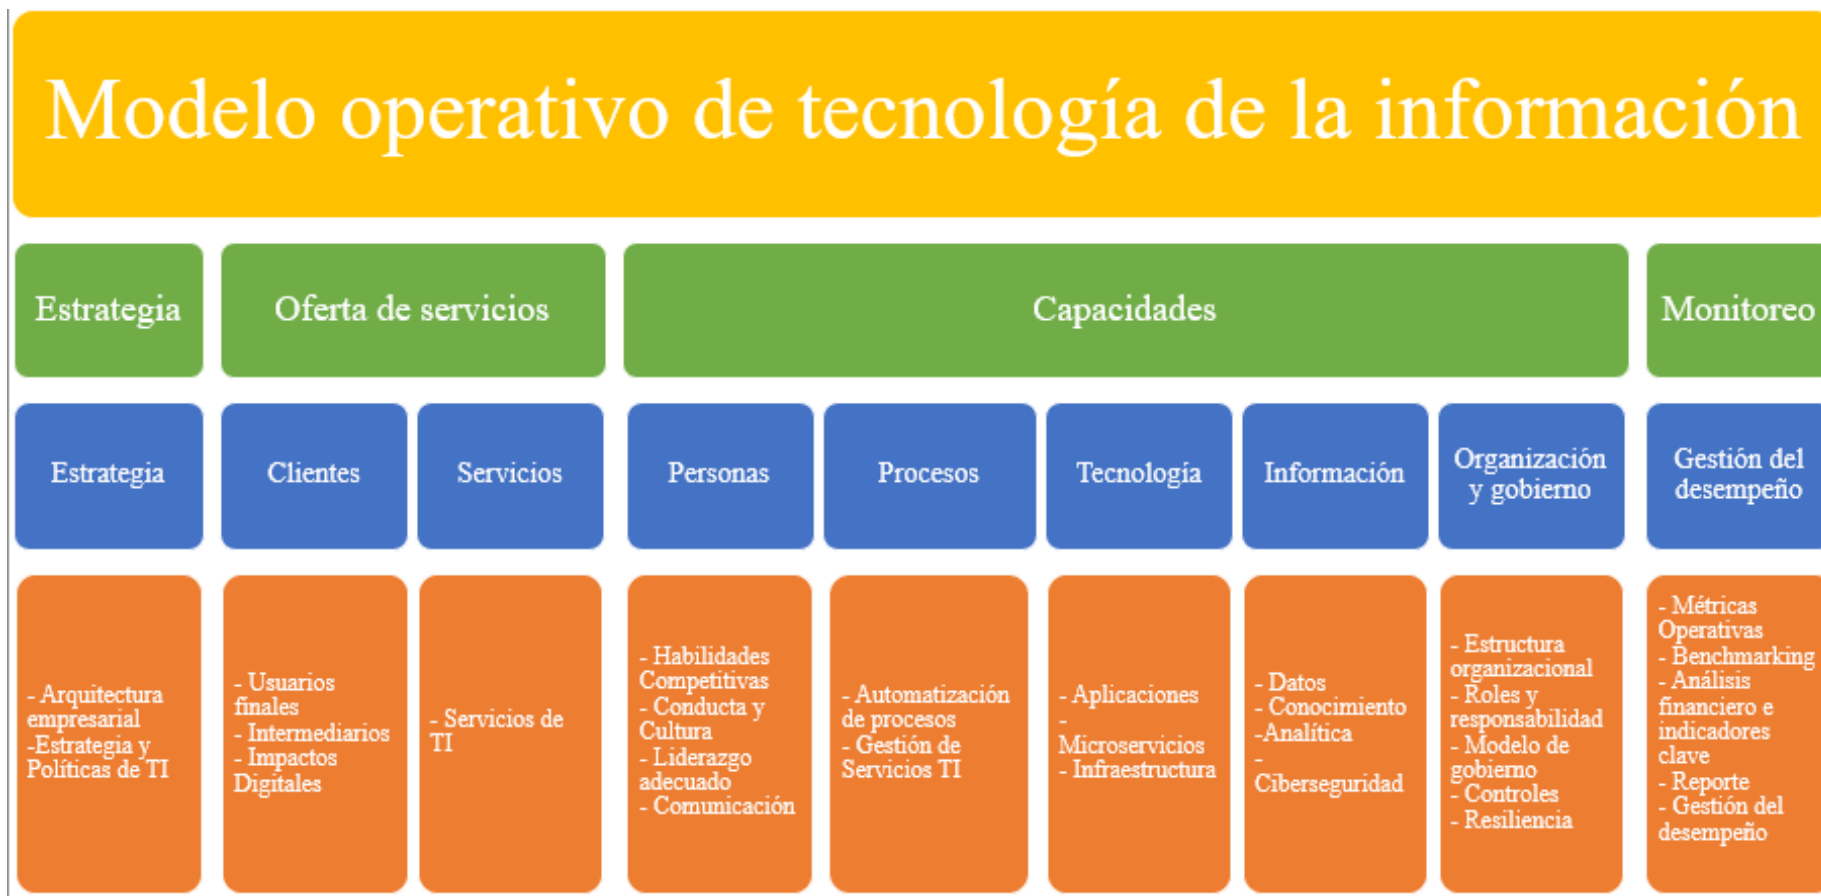 Modelo operativo de tecnología de la información
Estrategia
Oferta de servicios
Capacidades
Monitoreo
Estrategia
Clientes
Servicios
Personas
Procesos
Tecnología
Información
Organización
y gobierno
Gestión del
desempeño
- Arquitectura
empresarial
-Estrategia y
Políticas de TI
- Usuarios
finales
- Intermediarios
- Impactos
Digitales
- Servicios de
TI
- Habilidades
Competitivas
- Conducta y
Cultura
- Liderazgo
adecuado
- Comunicación
- Automatización
de procesos
- Gestión de
Servicios TI
- Aplicaciones
-
Microservicios
- Infraestructura
- Datos
- Conocimiento
-Analítica
-
Ciberseguridad
- Estructura
organizacional
- Roles y
responsabilidad
- Modelo de
gobierno
- Controles
- Resiliencia
- Métricas
Operativas
- Benchmarking
- Análisis
financiero e
indicadores
clave
- Reporte
- Gestión del
desempeño